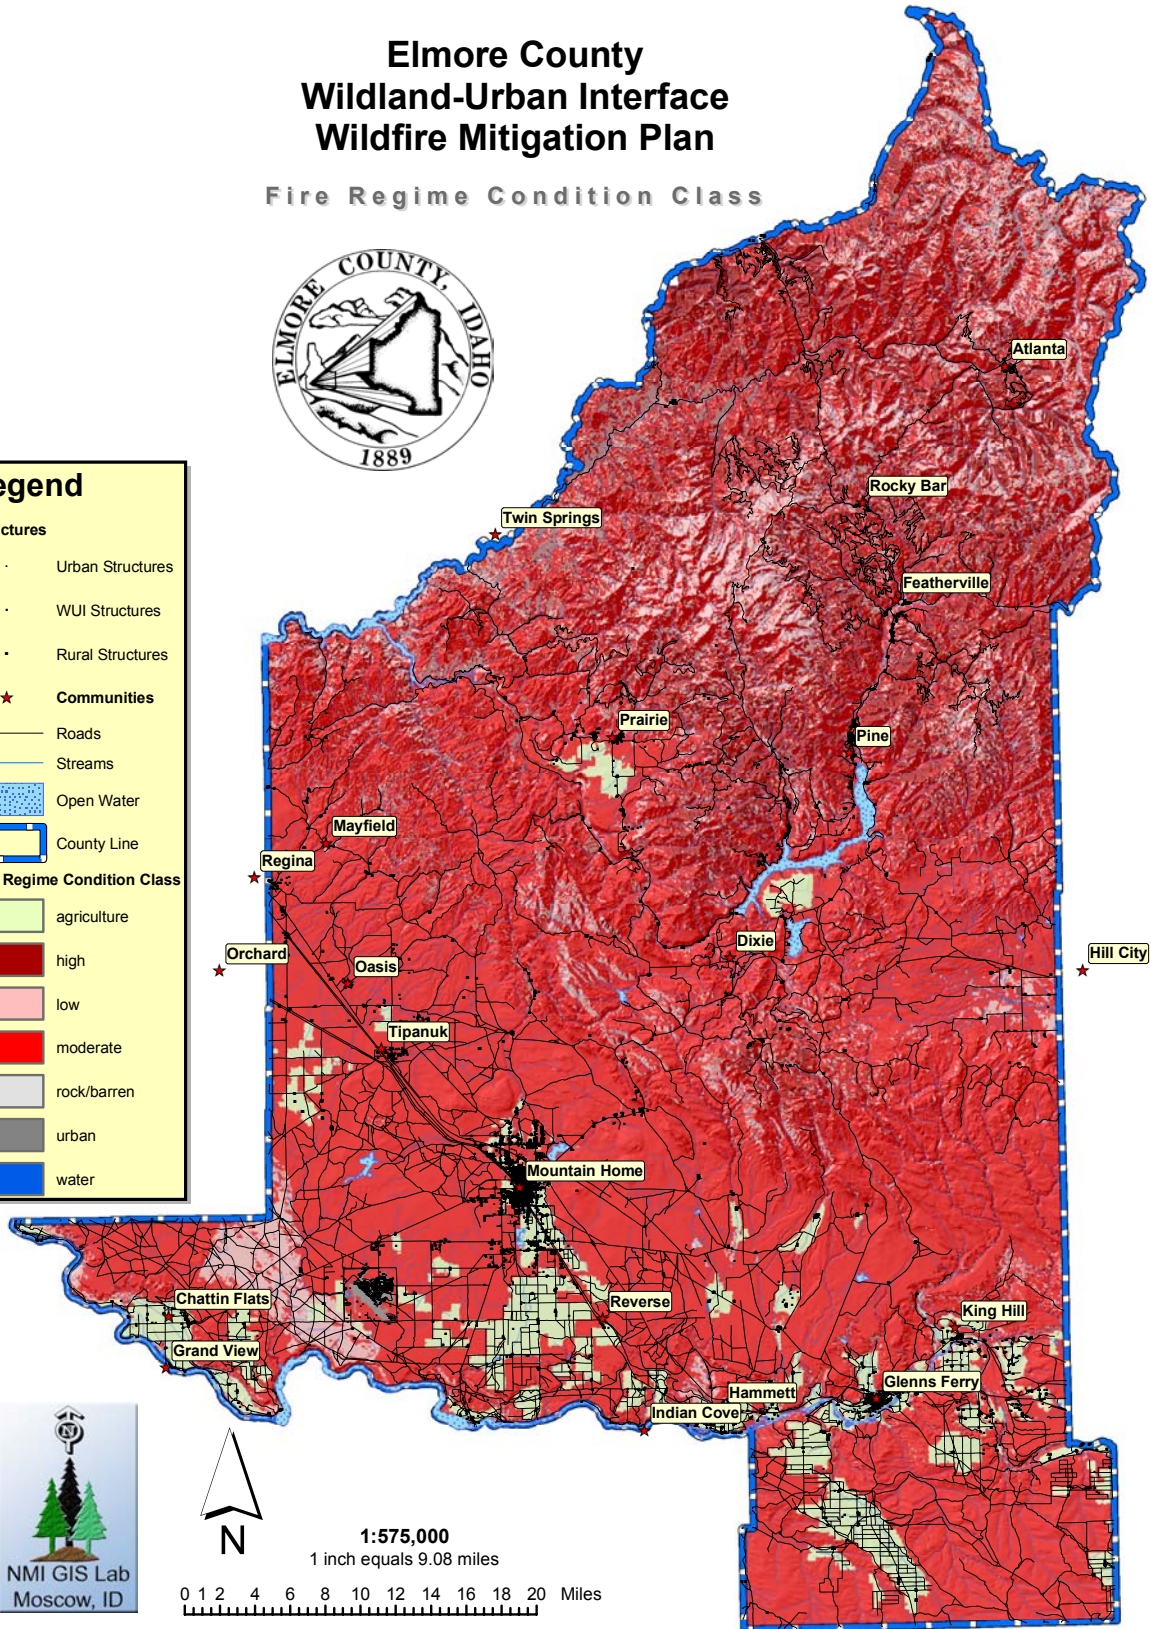 Elmore County
Wildland-Urban Interface
Wildfire Mitigation Plan
Fire Regime Condition Class
ELMORE COUNTY, IDAHO
1889
Atlanta
Rocky Bar
Twin Springs
Featherville
Prairie
Pine
Mayfield
Regina
Orchard
Oasis
Dixie
Hill City
Tipanuk
Mountain Home
Chattin Flats
Reverse
King Hill
Grand View
Glenns Ferry
Hammett
Indian Cove
egend
ctures
Urban Structures
WUI Structures
Rural Structures
Communities
Roads
Streams
Open Water
County Line
Regime Condition Class
agriculture
high
low
moderate
rock/barren
urban
water
N
NMI GIS Lab
Moscow, ID
N
1:575,000
1 inch equals 9.08 miles
0 1 2 4 6 8 10 12 14 16 18 20 Miles